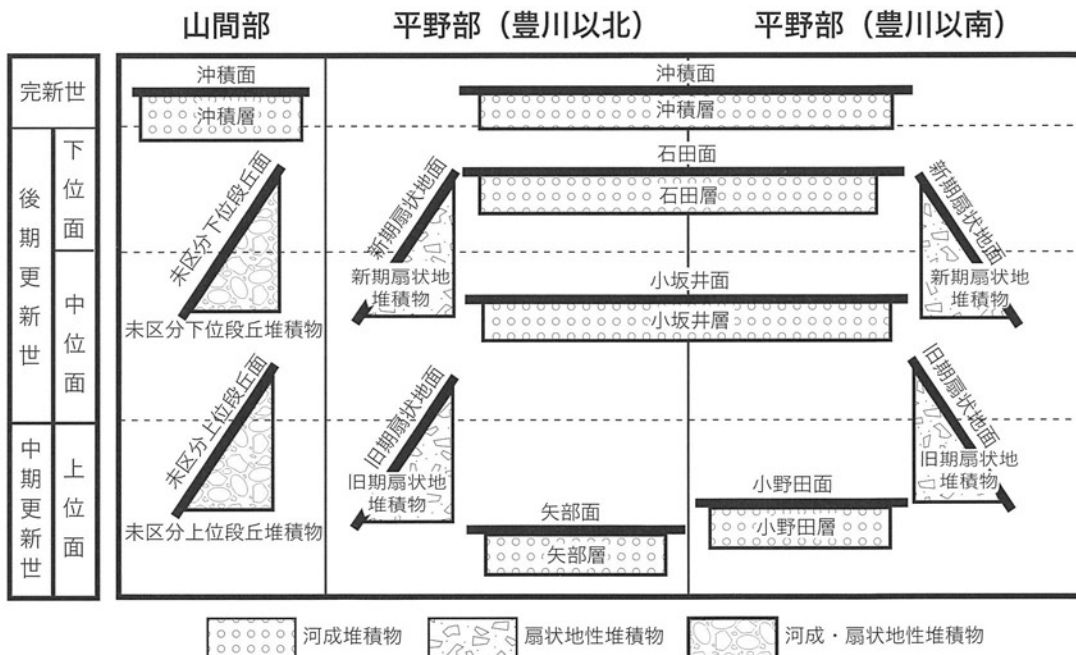 山間部
平野部（豊川以北）
平野部（豊川以南）
完新世
後期更新世
下位面
中位面
中期更新世
上位面
沖積面
沖積層
未区分下位段丘面
未区分下位段丘堆積物
未区分上位段丘面
未区分上位段丘堆積物
沖積面
沖積層
石田面
石田層
新期扇状地面
新期扇状地
堆積物
新期扇状地面
新期扇状地
堆積物
小坂井面
小坂井層
旧期扇状地面
旧期扇状地
堆積物
旧期扇状地面
旧期扇状地
堆積物
矢部面
矢部層
小野田面
小野田層
河成堆積物
扇状地性堆積物
河成・扇状地性堆積物